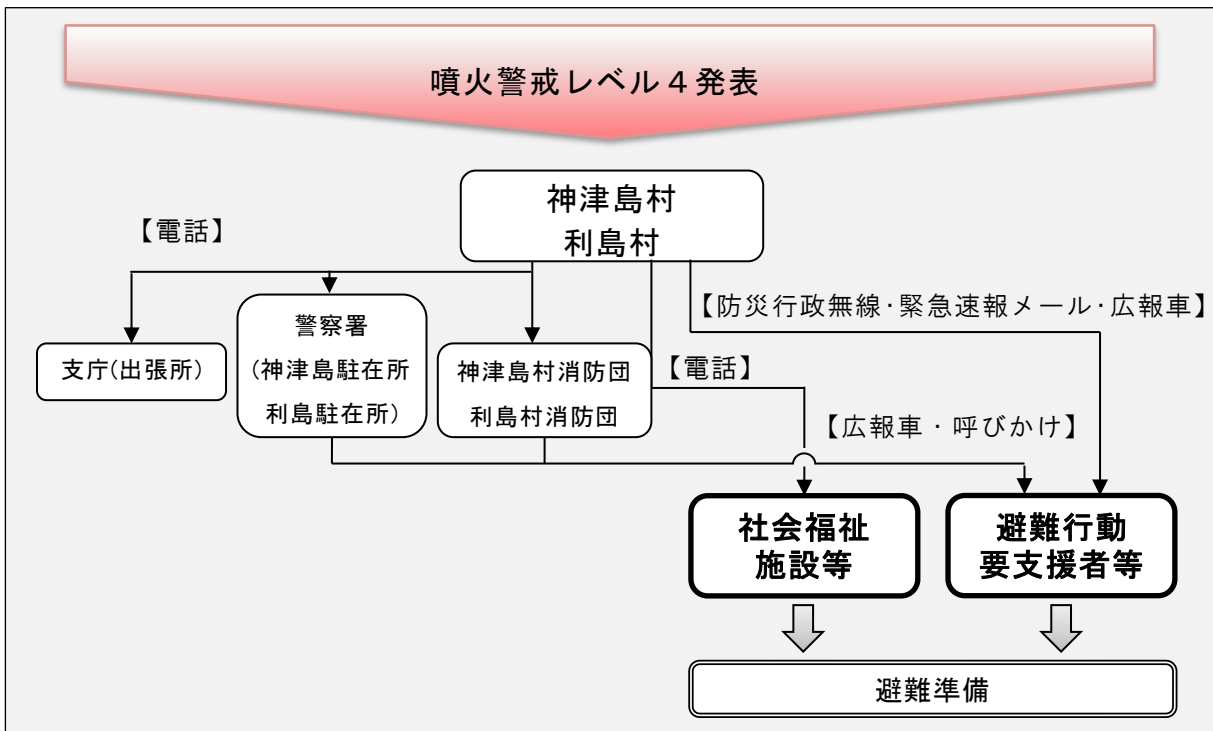 噴火警戒レベル４発表
神津島村
利島村
【電話】
【防災行政無線･緊急速報メール･広報車】
支庁(出張所)
警察署
(神津島駐在所
利島駐在所)
神津島村消防団
利島村消防団
【電話】
【広報車・呼びかけ】
社会福祉
施設等
避難行動
要支援者等
避難準備